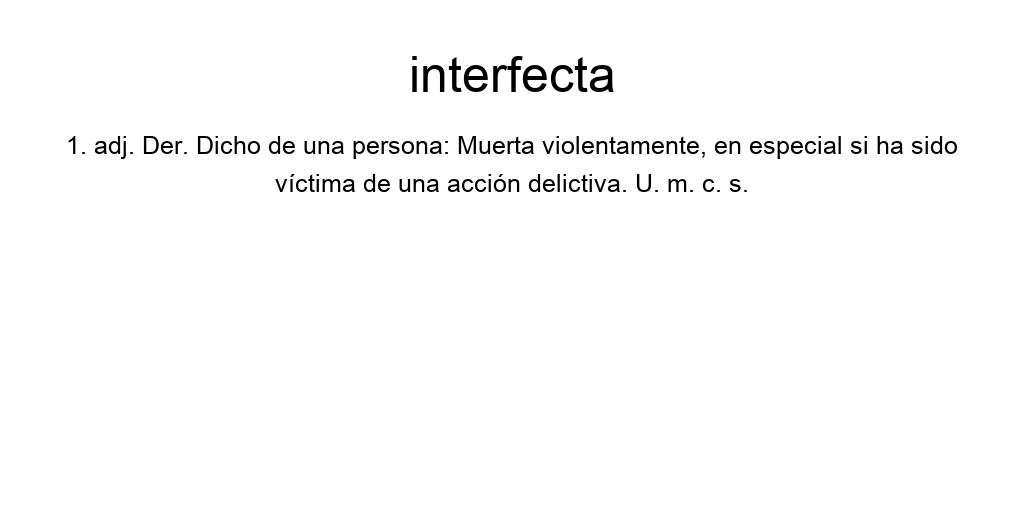 interfecta
1. adj. Der. Dicho de una persona: Muerta violentamente, en especial si ha sido
víctima de una acción delictiva. U. m. c. s.